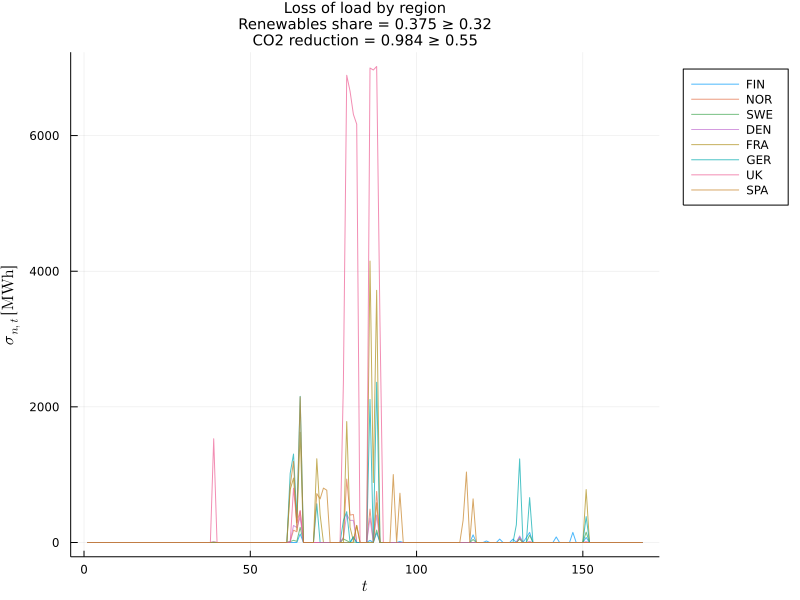 Loss of load by region
Renewables share = 0.375 ≥ 0.32
CO2 reduction = 0.984 ≥ 0.55
FIN
NOR
SWE
DEN
FRA
GER
UK
SPA
6000
4000
2000
0
σn,t [MWh]
0 50 100 150
t